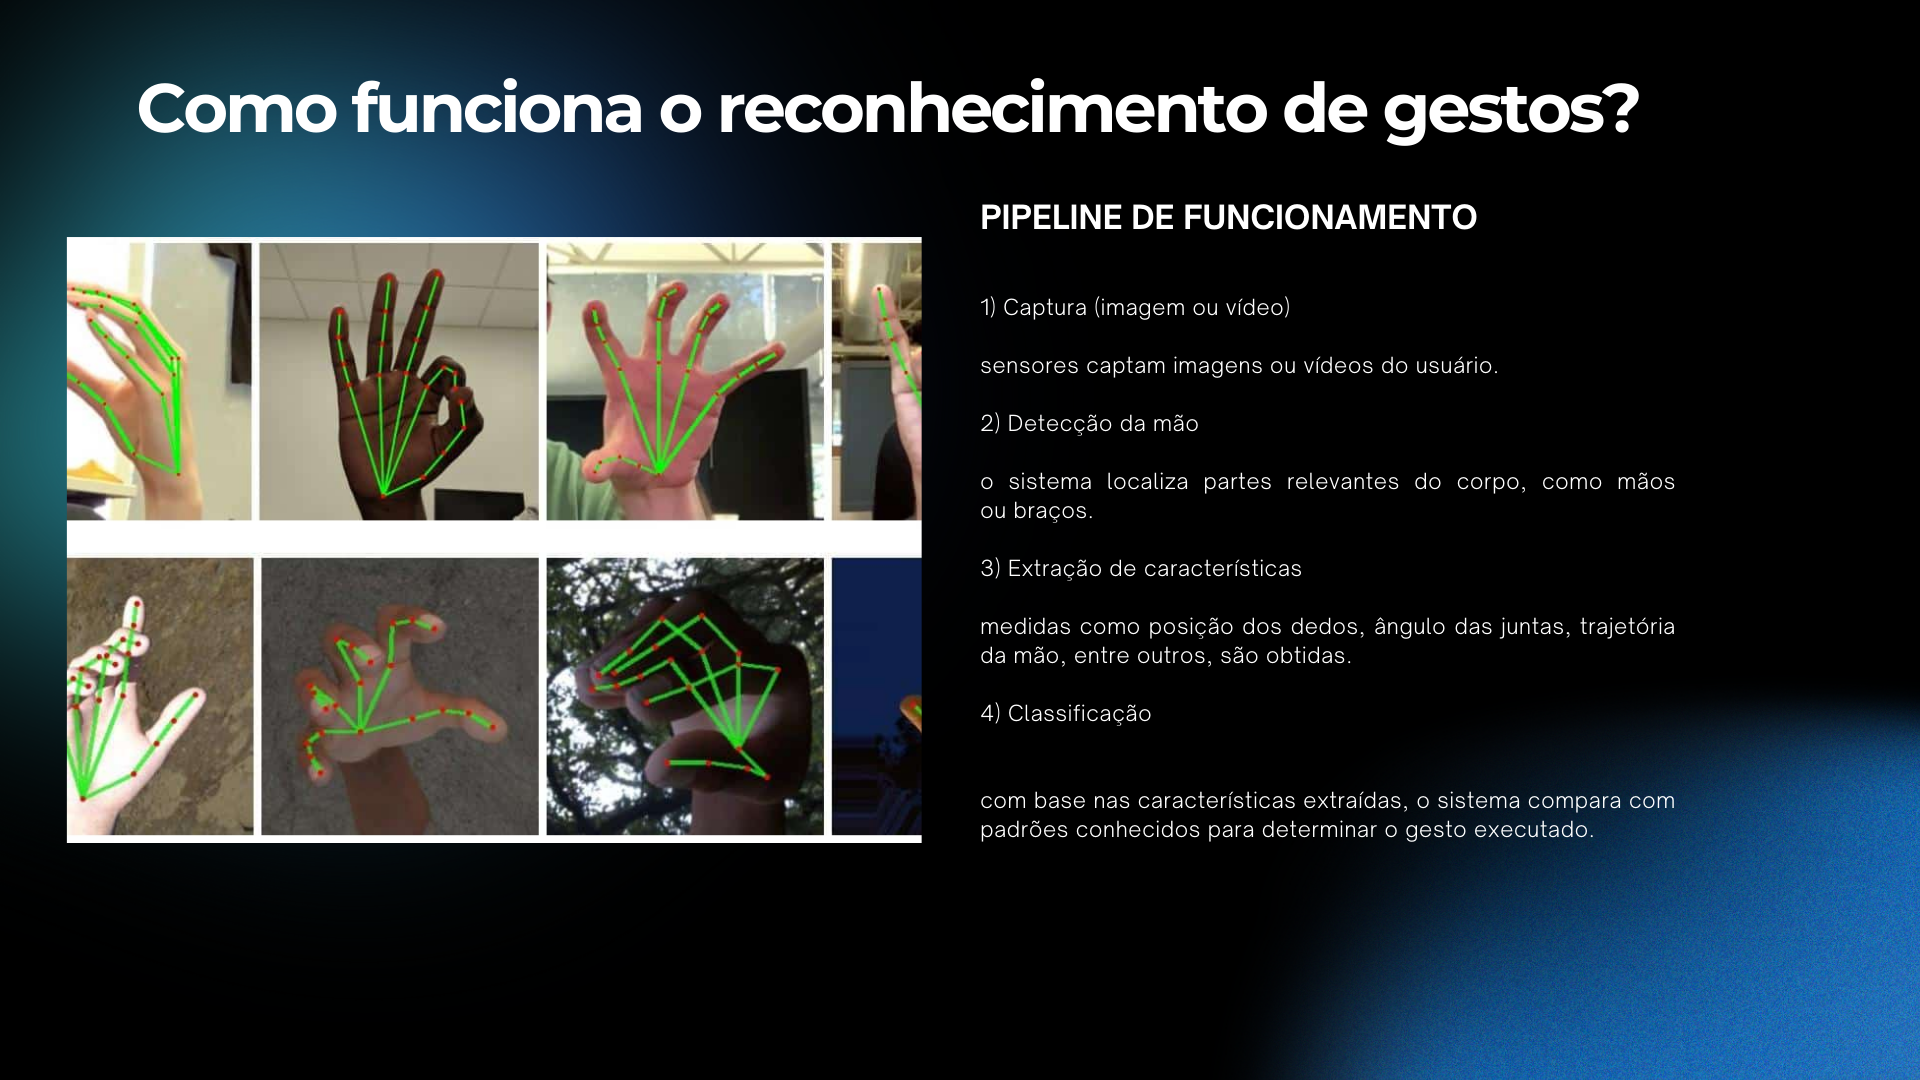 Como funciona o reconhecimento de gestos?
PIPELINE DE FUNCIONAMENTO
1) Captura (imagem ou vídeo)
sensores captam imagens ou vídeos do usuário.
2) Detecção da mão
o sistema localiza partes relevantes do corpo, como mãos
ou braços.
3) Extração de características
medidas como posição dos dedos, ângulo das juntas, trajetória
da mão, entre outros, são obtidas.
4) Classificação
com base nas características extraídas, o sistema compara com
padrões conhecidos para determinar o gesto executado.